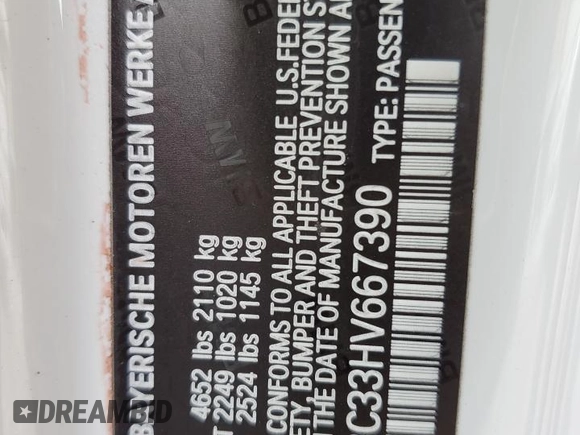 BAYERISCHE MOTOREN WERKE
4652 lbs 2110 kg
2249 lbs 1020 kg
2524 lbs 1145 kg
CONFORMS TO ALL APPLICABLE U.S.FEDE
ETY, BUMPER AND THEFT PREVENTION S
THE DATE OF MANUFACTURE SHOWN A
C33HV667390 TYPE: PASSEN
DREAMBID